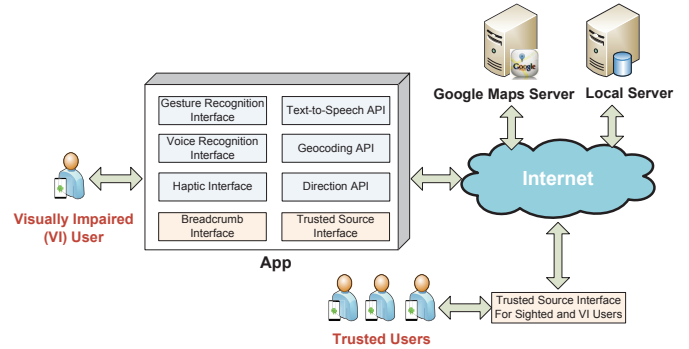 Google
Google Maps Server
Local Server
Gesture Recognition
Interface
Text-to-Speech API
Voice Recognition
Interface
Geocoding API
Haptic Interface
Direction API
Breadcrumb
Interface
Trusted Source
Interface
App
Visually Impaired
(VI) User
Internet
Trusted Source Interface
For Sighted and VI Users
Trusted Users